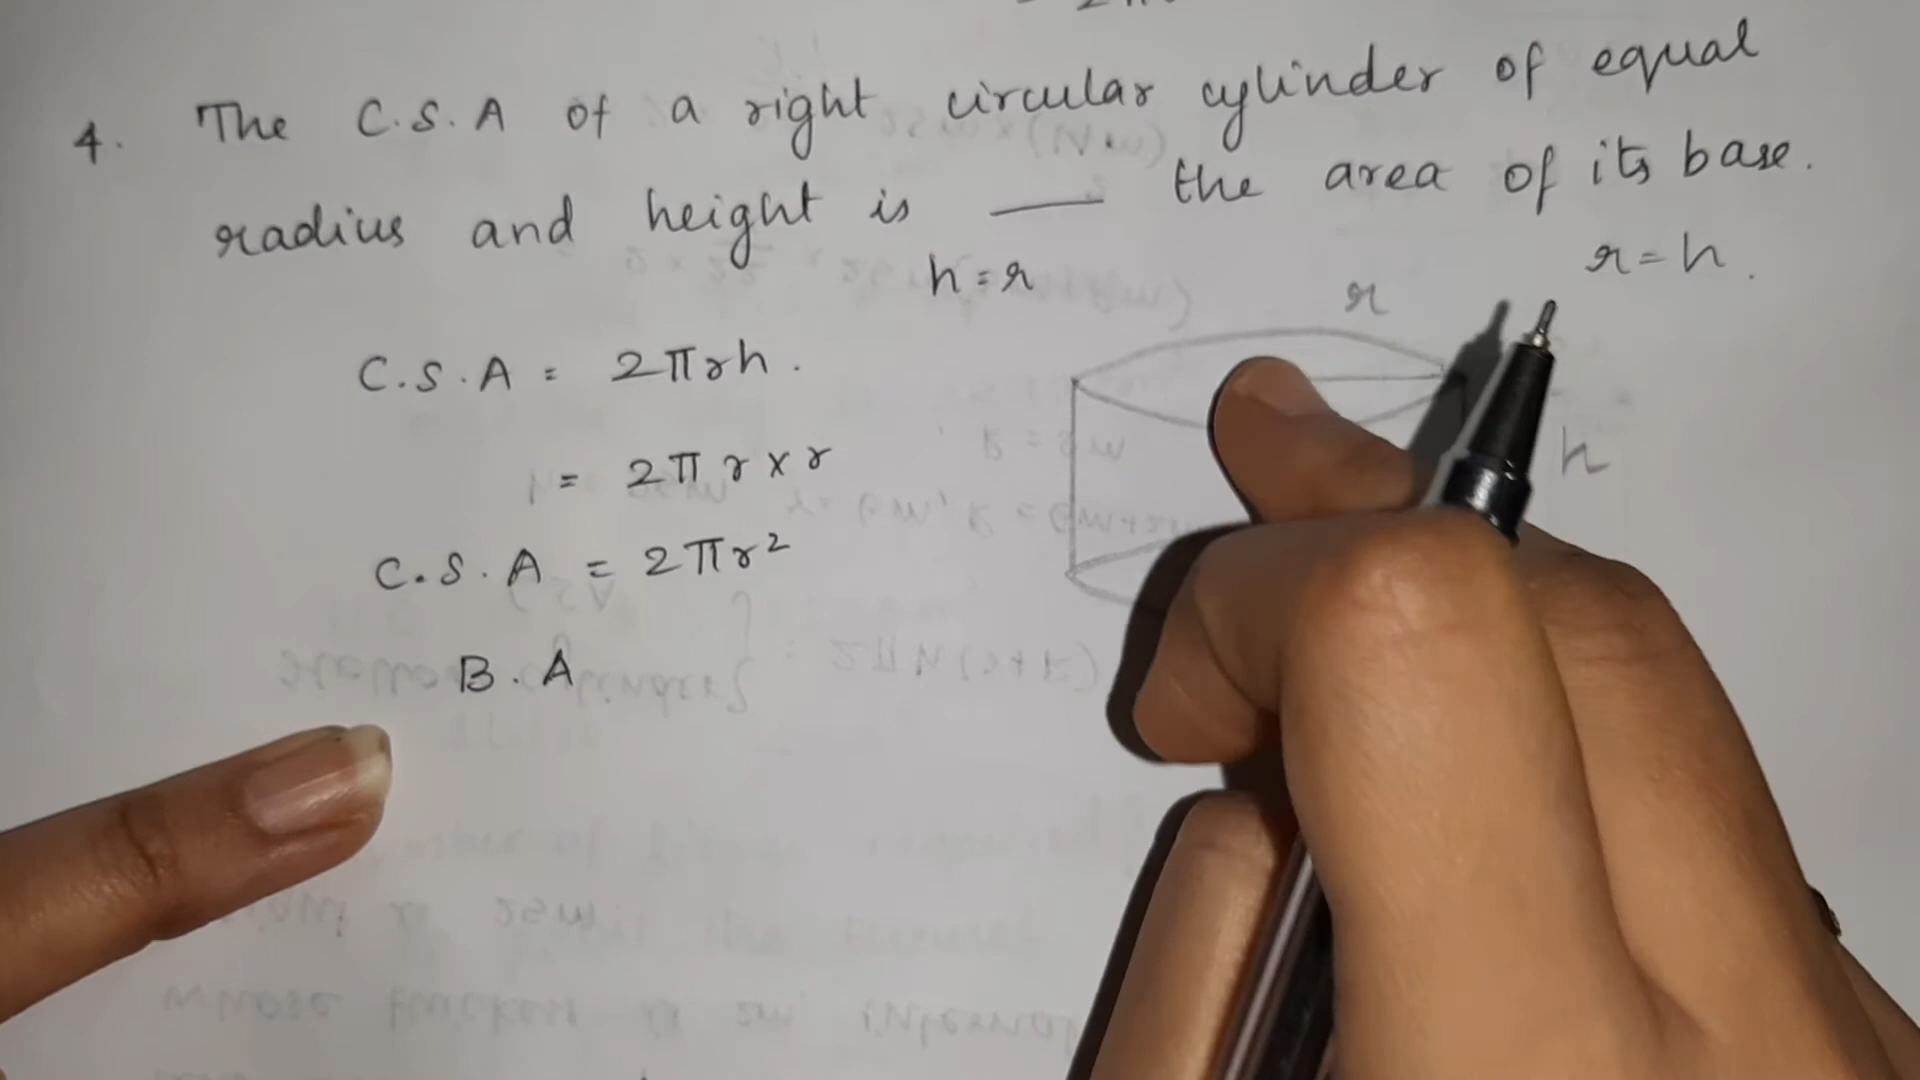 4. The C.S.A of a right circular cylinder of equal
radius and height is ___ the area of its base.
h = r
r = h.
r
C.S.A = 2πrh.
h
= 2πr × r
C.S.A = 2πr²
B.A